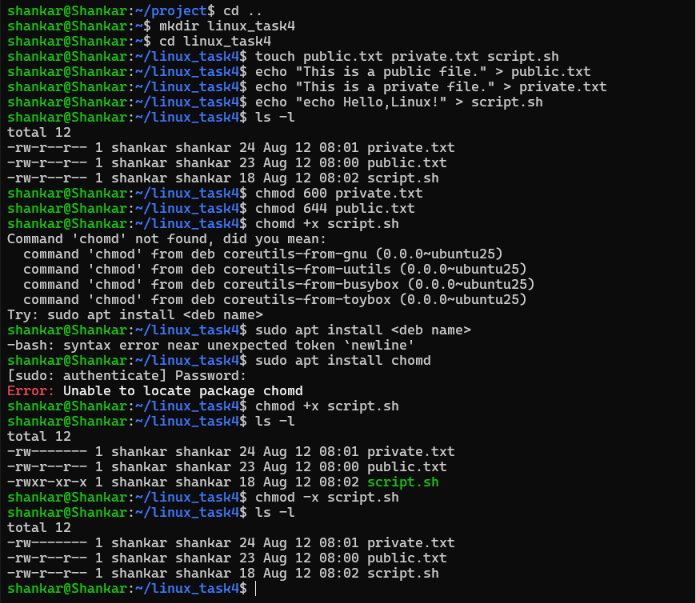 shankar@Shankar:~/project$ cd ..
shankar@Shankar:~$ mkdir linux_task4
shankar@Shankar:~$ cd linux_task4
shankar@Shankar:~/linux_task4$ touch public.txt private.txt script.sh
shankar@Shankar:~/linux_task4$ echo "This is a public file." > public.txt
shankar@Shankar:~/linux_task4$ echo "This is a private file." > private.txt
shankar@Shankar:~/linux_task4$ echo "echo Hello,Linux!" > script.sh
shankar@Shankar:~/linux_task4$ ls -l
total 12
-rw-r--r-- 1 shankar shankar 24 Aug 12 08:01 private.txt
-rw-r--r-- 1 shankar shankar 23 Aug 12 08:00 public.txt
-rw-r--r-- 1 shankar shankar 18 Aug 12 08:02 script.sh
shankar@Shankar:~/linux_task4$ chmod 600 private.txt
shankar@Shankar:~/linux_task4$ chmod 644 public.txt
shankar@Shankar:~/linux_task4$ chomd +x script.sh
Command 'chomd' not found, did you mean:
  command 'chmod' from deb coreutils-from-gnu (0.0.0~ubuntu25)
  command 'chmod' from deb coreutils-from-uutils (0.0.0~ubuntu25)
  command 'chmod' from deb coreutils-from-busybox (0.0.0~ubuntu25)
  command 'chmod' from deb coreutils-from-toybox (0.0.0~ubuntu25)
Try: sudo apt install <deb name>
shankar@Shankar:~/linux_task4$ sudo apt install <deb name>
-bash: syntax error near unexpected token `newline'
shankar@Shankar:~/linux_task4$ sudo apt install chomd
[sudo: authenticate] Password:
Error: Unable to locate package chomd
shankar@Shankar:~/linux_task4$ chmod +x script.sh
shankar@Shankar:~/linux_task4$ ls -l
total 12
-rw------- 1 shankar shankar 24 Aug 12 08:01 private.txt
-rw-r--r-- 1 shankar shankar 23 Aug 12 08:00 public.txt
-rwxr-xr-x 1 shankar shankar 18 Aug 12 08:02 script.sh
shankar@Shankar:~/linux_task4$ chmod -x script.sh
shankar@Shankar:~/linux_task4$ ls -l
total 12
-rw------- 1 shankar shankar 24 Aug 12 08:01 private.txt
-rw-r--r-- 1 shankar shankar 23 Aug 12 08:00 public.txt
-rw-r--r-- 1 shankar shankar 18 Aug 12 08:02 script.sh
shankar@Shankar:~/linux_task4$